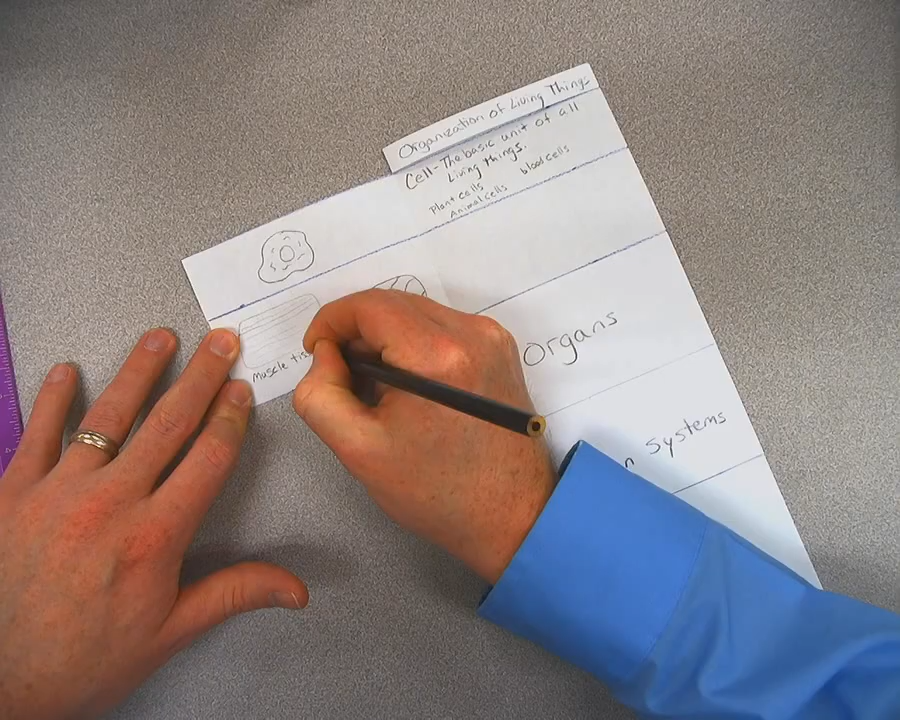 Organization of Living Things
Cell - The basic unit of all
Living Things.
Plant cells
blood cells
Animal cells
Muscle
Organs
Systems